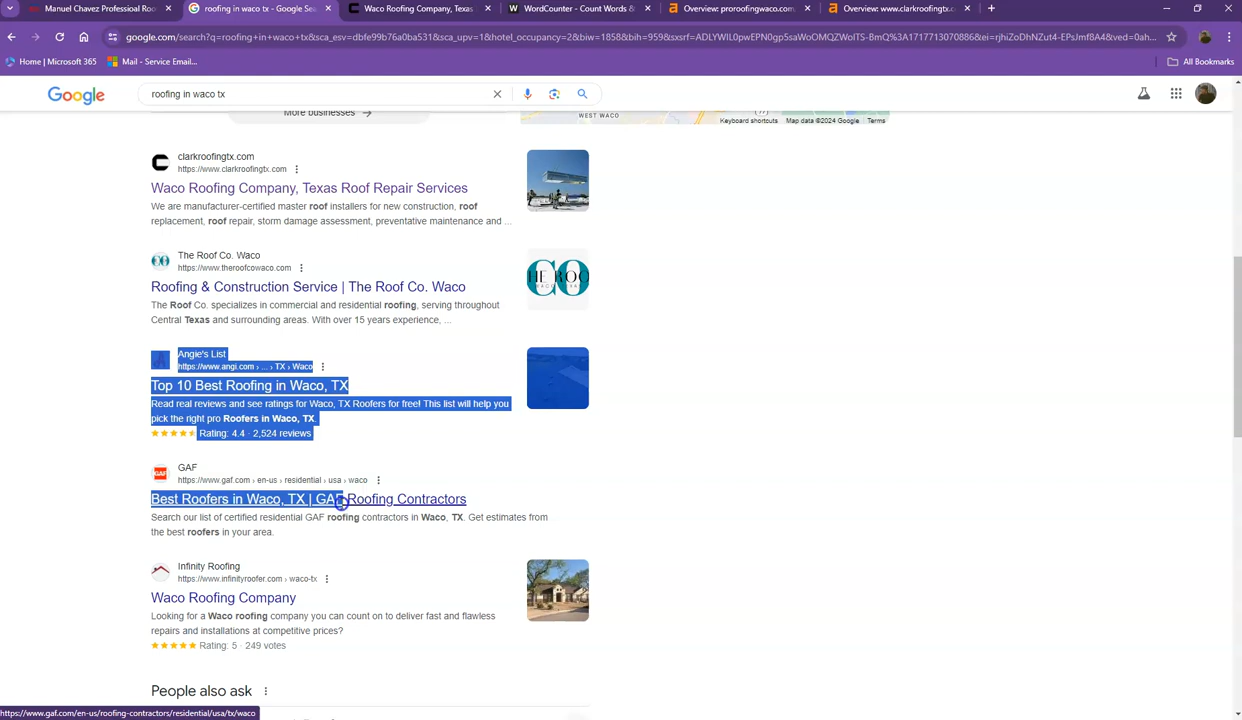 Manuel Chavez Professioal Roo
roofing in waco tx - Google Sea
Waco Roofing Company, Texas
WordCounter - Count Words &
Overview: proroofingwaco.com
Overview: www.clarkroofingtx.c
google.com/search?q=roofing+in+waco+tx&sca_esv=dbfe99b76a0ba531&sca_upv=1&hotel_occupancy=2&biw=1858&bih=959&sxsrf=ADLYWIL0pwEPN0gp5saWoOMQZWolTS-BmQ%3A1717713070886&ei=rjhiZoDhNZut4-EPsJmf8A4&ved=0ah...
Home | Microsoft 365
Mail - Service Email...
All Bookmarks
Google
roofing in waco tx
More businesses
WEST WACO
Keyboard shortcuts
Map data ©2024 Google
Terms
clarkroofingtx.com
https://www.clarkroofingtx.com
Waco Roofing Company, Texas Roof Repair Services
We are manufacturer-certified master roof installers for new construction, roof
replacement, roof repair, storm damage assessment, preventative maintenance and ...
The Roof Co. Waco
https://www.theroofcowaco.com
Roofing & Construction Service | The Roof Co. Waco
The Roof Co. specializes in commercial and residential roofing, serving throughout
Central Texas and surrounding areas. With over 15 years experience, ...
Angie's List
https://www.angi.com › ... › TX › Waco
Top 10 Best Roofing in Waco, TX
Read real reviews and see ratings for Waco, TX Roofers for free! This list will help you
pick the right pro Roofers in Waco, TX.
Rating: 4.4 · 2,524 reviews
GAF
https://www.gaf.com › en-us › residential › usa › waco
Best Roofers in Waco, TX | GAF Roofing Contractors
Search our list of certified residential GAF roofing contractors in Waco, TX. Get estimates from
the best roofers in your area.
Infinity Roofing
https://www.infinityroofer.com › waco-tx
Waco Roofing Company
Looking for a Waco roofing company you can count on to deliver fast and flawless
repairs and installations at competitive prices?
Rating: 5 · 249 votes
People also ask
https://www.gaf.com/en-us/roofing-contractors/residential/usa/tx/waco